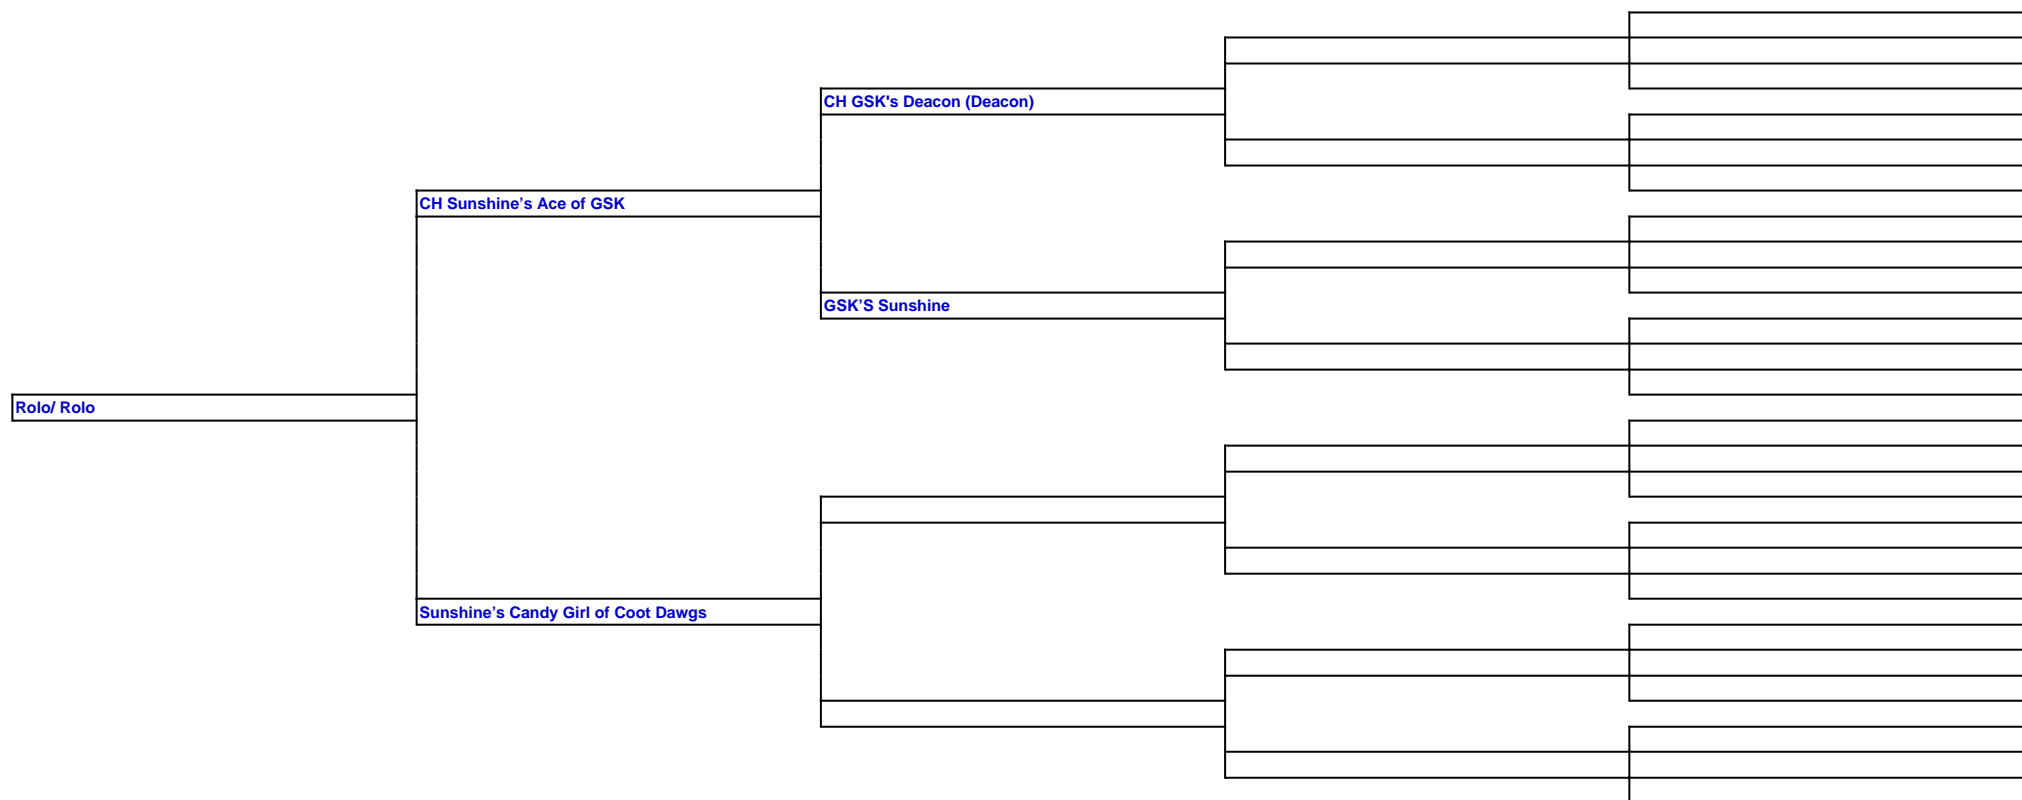 CH GSK's Deacon (Deacon)
CH Sunshine’s Ace of GSK
GSK’S Sunshine
Rolo/ Rolo
Sunshine’s Candy Girl of Coot Dawgs